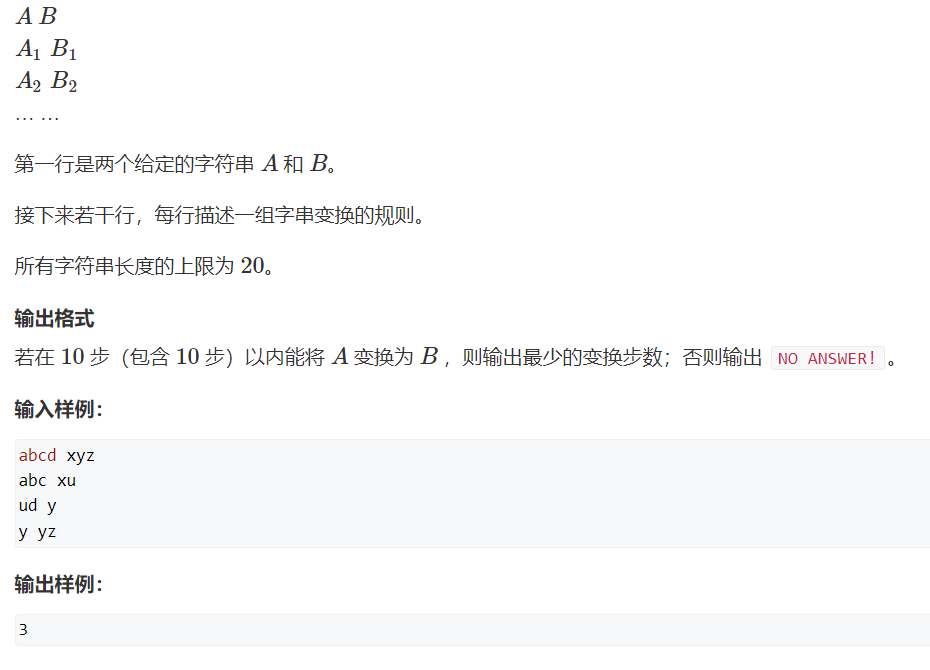 A B
A₁ B₁
A₂ B₂
... ...
第一行是两个给定的字符串 A 和 B。
接下来若干行，每行描述一组字串变换的规则。
所有字符串长度的上限为 20。
输出格式
若在 10 步（包含 10 步）以内能将 A 变换为 B ，则输出最少的变换步数；否则输出 NO ANSWER! 。
输入样例：
abcd xyz
abc xu
ud y
y yz
输出样例：
3